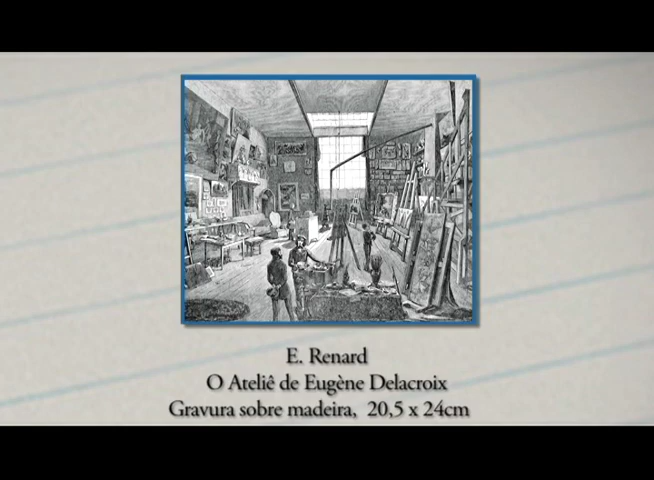 E. Renard
O Ateliê de Eugène Delacroix
Gravura sobre madeira, 20,5 x 24cm